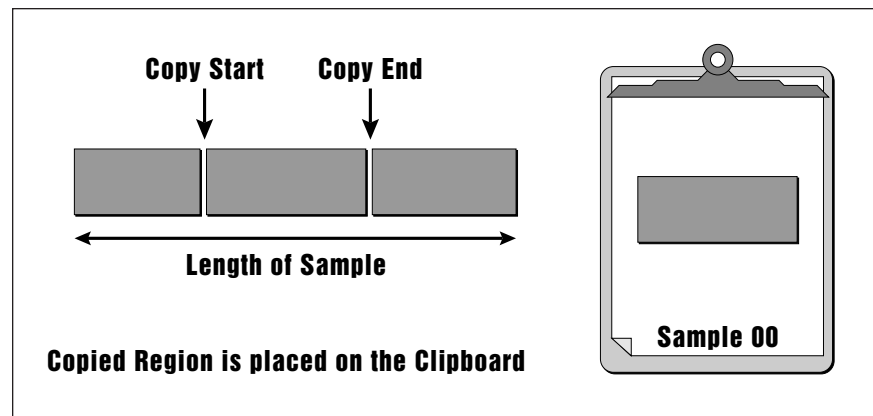 Copy Start
Copy End
Length of Sample
Copied Region is placed on the Clipboard
Sample 00